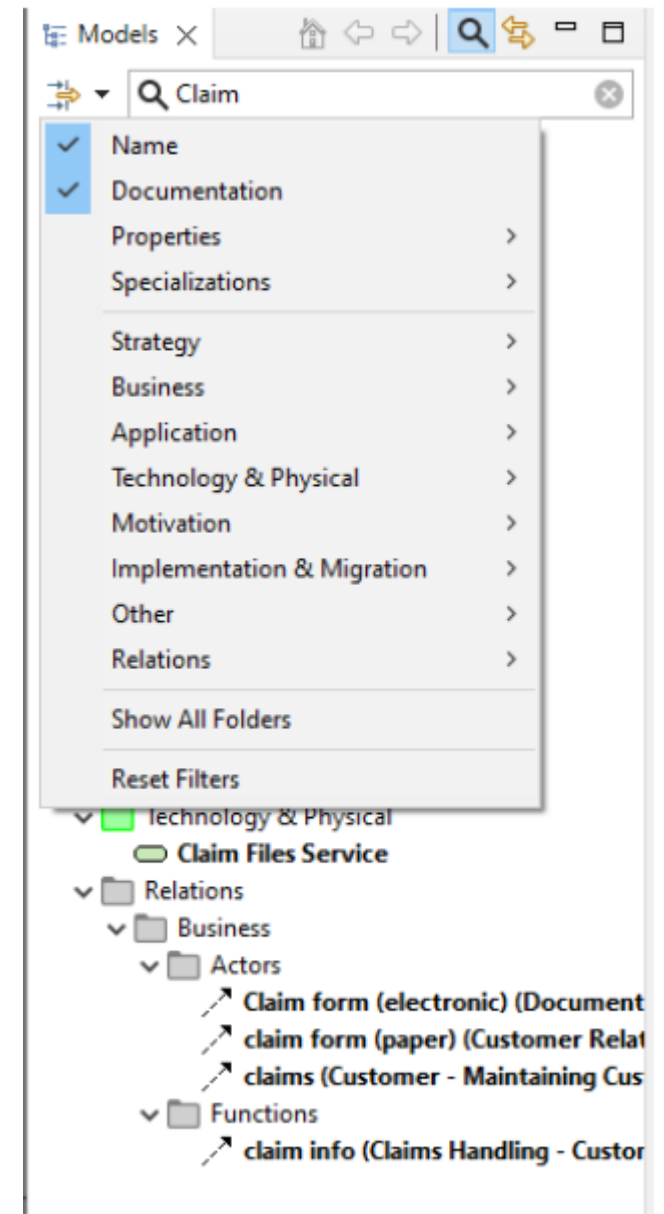 Models
Claim
Name
Documentation
Properties
Specializations
Strategy
Business
Application
Technology & Physical
Motivation
Implementation & Migration
Other
Relations
Show All Folders
Reset Filters
Technology & Physical
Claim Files Service
Relations
Business
Actors
Claim form (electronic) (Document
claim form (paper) (Customer Relat
claims (Customer - Maintaining Cus
Functions
claim info (Claims Handling - Custor